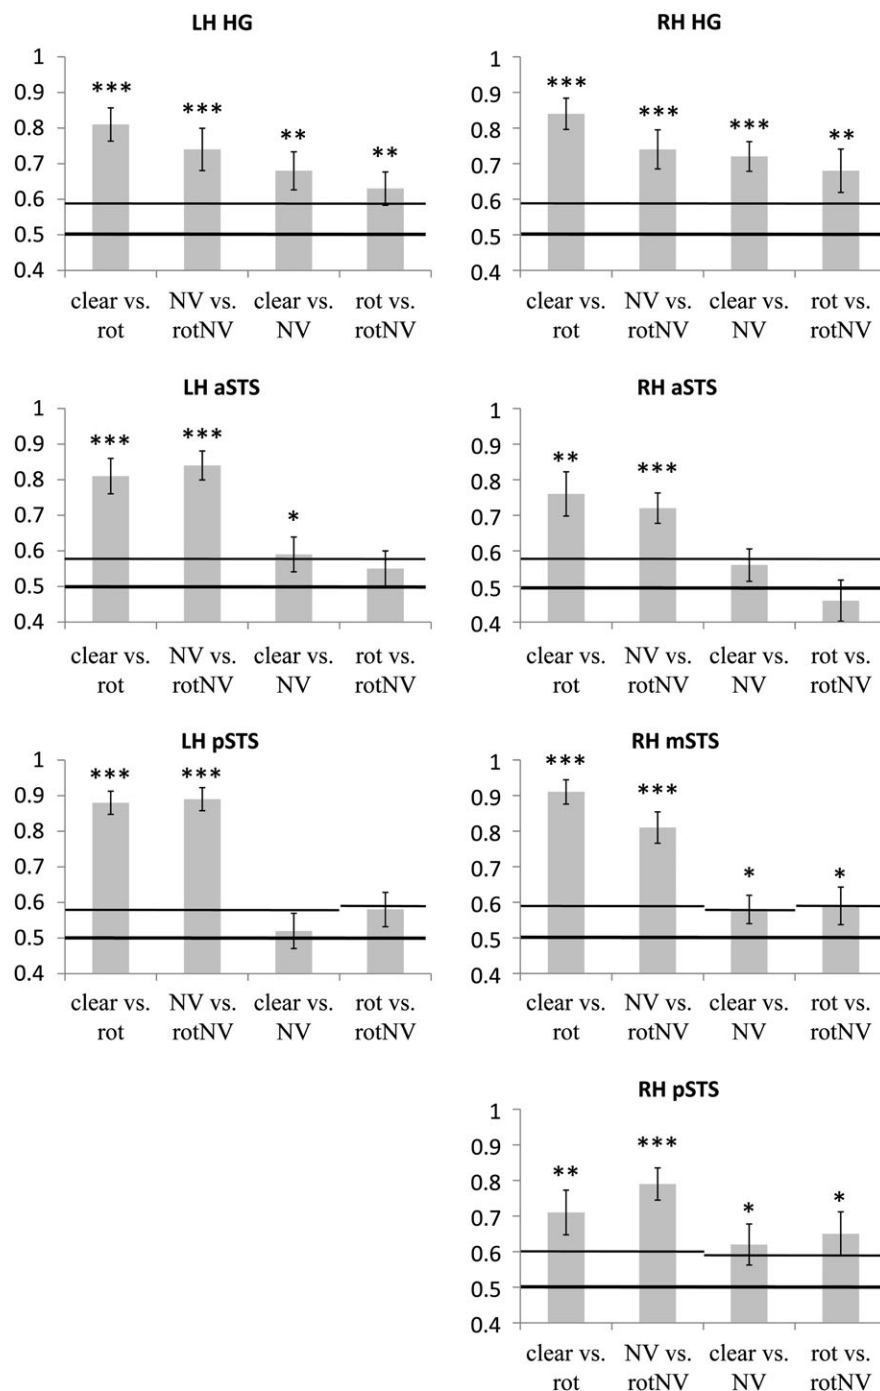 LH HG
1
0.9
0.8
0.7
0.6
0.5
0.4
*** *** ** **
clear vs. NV vs. clear vs. rot vs.
rot rotNV NV rotNV
RH HG
1
0.9
0.8
0.7
0.6
0.5
0.4
*** *** *** **
clear vs. NV vs. clear vs. rot vs.
rot rotNV NV rotNV
LH aSTS
1
0.9
0.8
0.7
0.6
0.5
0.4
*** *** *
clear vs. NV vs. clear vs. rot vs.
rot rotNV NV rotNV
RH aSTS
1
0.9
0.8
0.7
0.6
0.5
0.4
** ***
clear vs. NV vs. clear vs. rot vs.
rot rotNV NV rotNV
LH pSTS
1
0.9
0.8
0.7
0.6
0.5
0.4
*** ***
clear vs. NV vs. clear vs. rot vs.
rot rotNV NV rotNV
RH mSTS
1
0.9
0.8
0.7
0.6
0.5
0.4
*** *** * *
clear vs. NV vs. clear vs. rot vs.
rot rotNV NV rotNV
RH pSTS
1
0.9
0.8
0.7
0.6
0.5
0.4
** *** * *
clear vs. NV vs. clear vs. rot vs.
rot rotNV NV rotNV